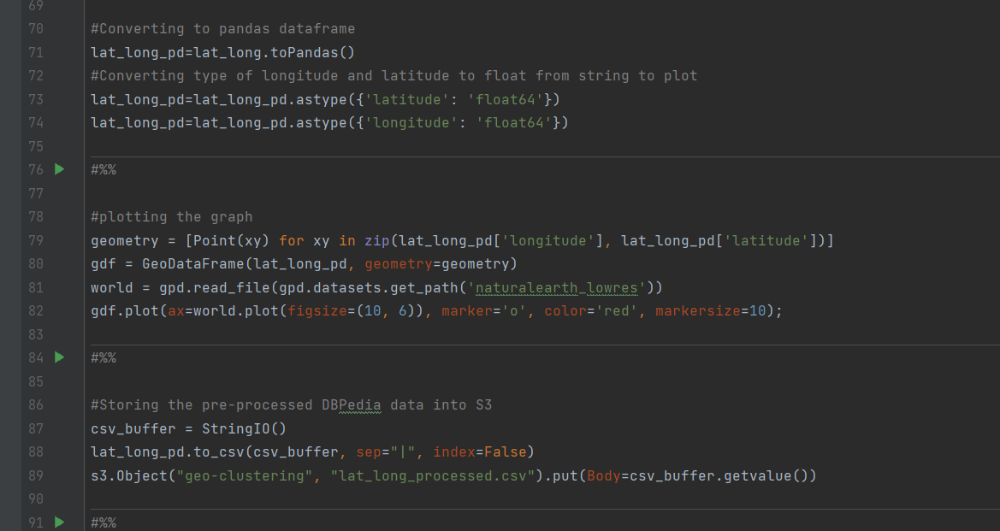 69
70 #Converting to pandas dataframe
71 lat_long_pd=lat_long.toPandas()
72 #Converting type of longitude and latitude to float from string to plot
73 lat_long_pd=lat_long_pd.astype({'latitude': 'float64'})
74 lat_long_pd=lat_long_pd.astype({'longitude': 'float64'})
75
76 #%%
77
78 #plotting the graph
79 geometry = [Point(xy) for xy in zip(lat_long_pd['longitude'], lat_long_pd['latitude'])]
80 gdf = GeoDataFrame(lat_long_pd, geometry=geometry)
81 world = gpd.read_file(gpd.datasets.get_path('naturalearth_lowres'))
82 gdf.plot(ax=world.plot(figsize=(10, 6)), marker='o', color='red', markersize=10);
83
84 #%%
85
86 #Storing the pre-processed DBPedia data into S3
87 csv_buffer = StringIO()
88 lat_long_pd.to_csv(csv_buffer, sep="|", index=False)
89 s3.Object("geo-clustering", "lat_long_processed.csv").put(Body=csv_buffer.getvalue())
90
91 #%%